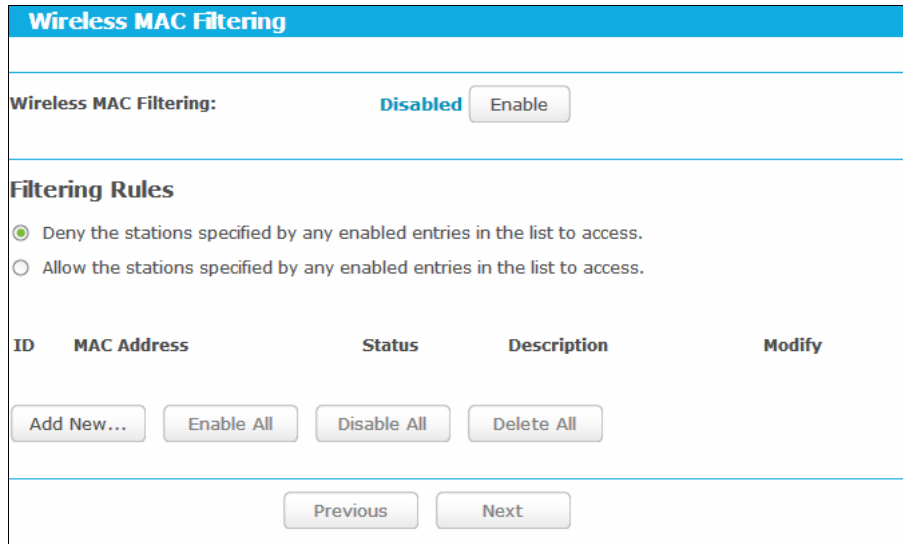 Wireless MAC Filtering
Wireless MAC Filtering: Disabled Enable
Filtering Rules
Deny the stations specified by any enabled entries in the list to access.
Allow the stations specified by any enabled entries in the list to access.
ID MAC Address Status Description Modify
Add New... Enable All Disable All Delete All
Previous Next